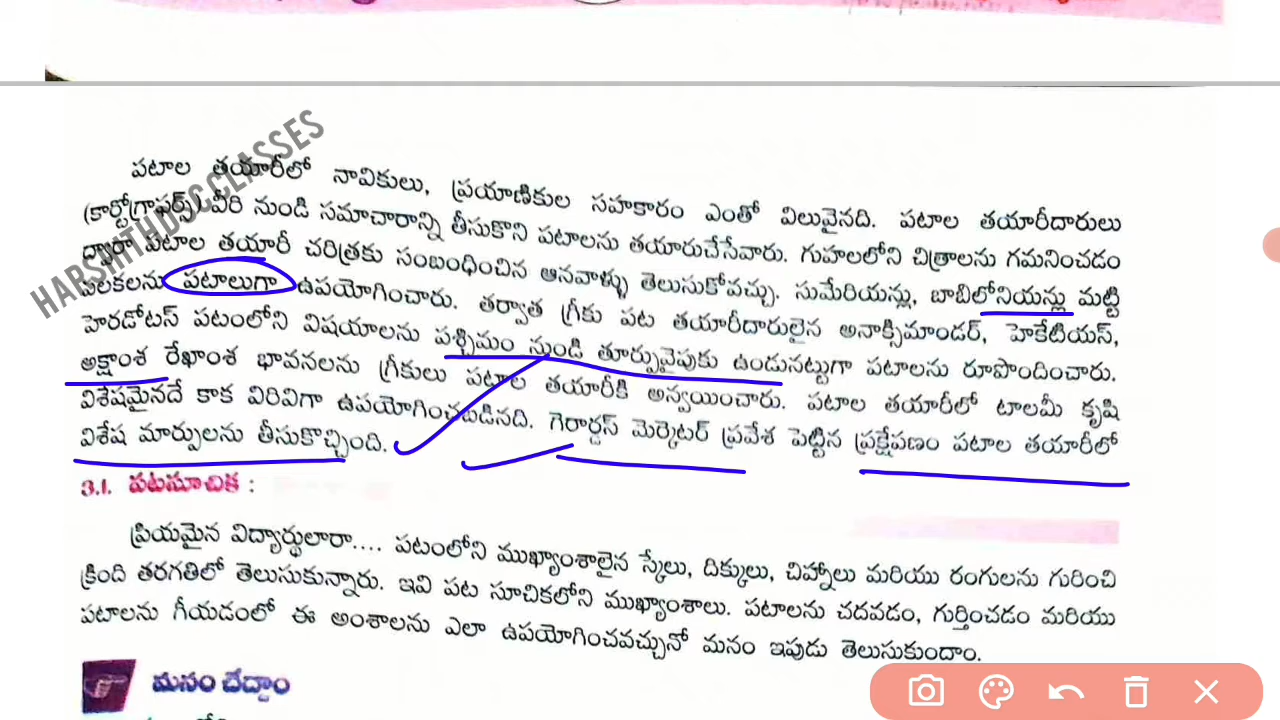 HARSHITH DSC CLASSES
పటాల తయారీలో నావికులు, ప్రయాణికుల సహకారం ఎంతో విలువైనది. పటాల తయారీదారులు
(కార్టోగ్రాఫర్స్) వీరి నుండి సమాచారాన్ని తీసుకొని పటాలను తయారుచేసేవారు. గుహలలోని చిత్రాలను గమనించడం
ద్వారా పటాల తయారీ చరిత్రకు సంబంధించిన ఆనవాళ్ళు తెలుసుకోవచ్చు. సుమేరియన్లు, బాబిలోనియన్లు మట్టి
పలకలను పటాలుగా ఉపయోగించారు. తర్వాత గ్రీకు పట తయారీదారులైన అనాక్సిమాండర్, హెకేటియస్,
హెరడోటస్ పటంలోని విషయాలను పశ్చిమం నుండి తూర్పువైపుకు ఉండునట్టుగా పటాలను రూపొందించారు.
అక్షాంశ రేఖాంశ భావనలను గ్రీకులు పటాల తయారీకి అన్వయించారు. పటాల తయారీలో టాలమీ కృషి
విశేషమైనదే కాక విరివిగా ఉపయోగించబడినది. గెరార్డస్ మెర్కెటర్ ప్రవేశ పెట్టిన ప్రక్షేపణం పటాల తయారీలో
విశేష మార్పులను తీసుకొచ్చింది.
3.1. పటసూచిక :
ప్రియమైన విద్యార్థులారా.... పటంలోని ముఖ్యాంశాలైన స్కేలు, దిక్కులు, చిహ్నాలు మరియు రంగులను గురించి
క్రింది తరగతిలో తెలుసుకున్నారు. ఇవి పట సూచికలోని ముఖ్యాంశాలు. పటాలను చదవడం, గుర్తించడం మరియు
పటాలను గీయడంలో ఈ అంశాలను ఎలా ఉపయోగించవచ్చునో మనం ఇపుడు తెలుసుకుందాం.
మనం చేద్దాం